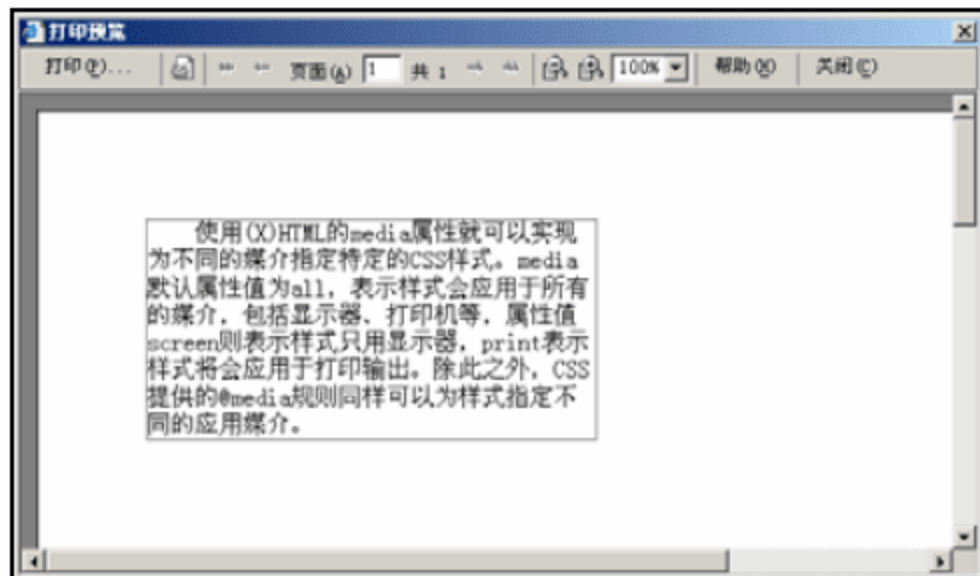 打印预览
打印(P)... 页面(A) 1 共 1 100% 帮助(H) 关闭(C)
使用(X)HTML的media属性就可以实现
为不同的媒介指定特定的CSS样式。media
默认属性值为all，表示样式会应用于所有
的媒介，包括显示器、打印机等，属性值
screen则表示样式只用显示器，print表示
样式将会应用于打印输出。除此之外，CSS
提供的@media规则同样可以为样式指定不
同的应用媒介。